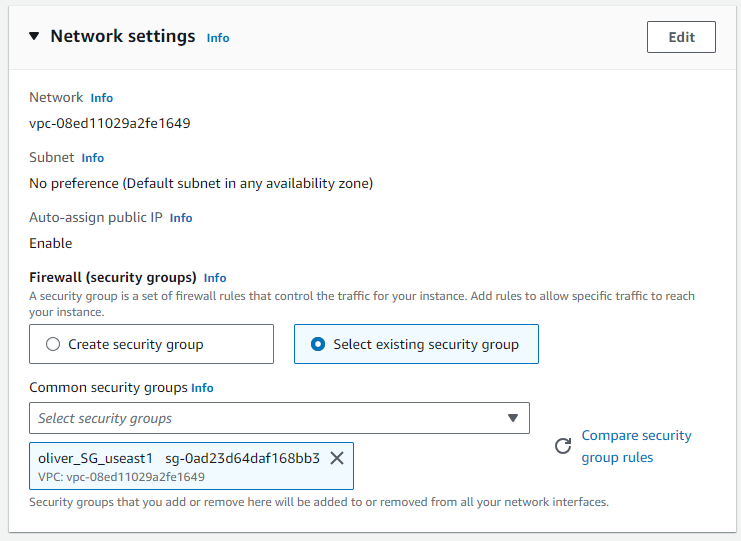 Network settings Info
Edit
Network Info
vpc-08ed11029a2fe1649
Subnet Info
No preference (Default subnet in any availability zone)
Auto-assign public IP Info
Enable
Firewall (security groups) Info
A security group is a set of firewall rules that control the traffic for your instance. Add rules to allow specific traffic to reach
your instance.
Create security group
Select existing security group
Common security groups Info
Select security groups
oliver_SG_useast1 sg-0ad23d64daf168bb3
VPC: vpc-08ed11029a2fe1649
Compare security
group rules
Security groups that you add or remove here will be added to or removed from all your network interfaces.